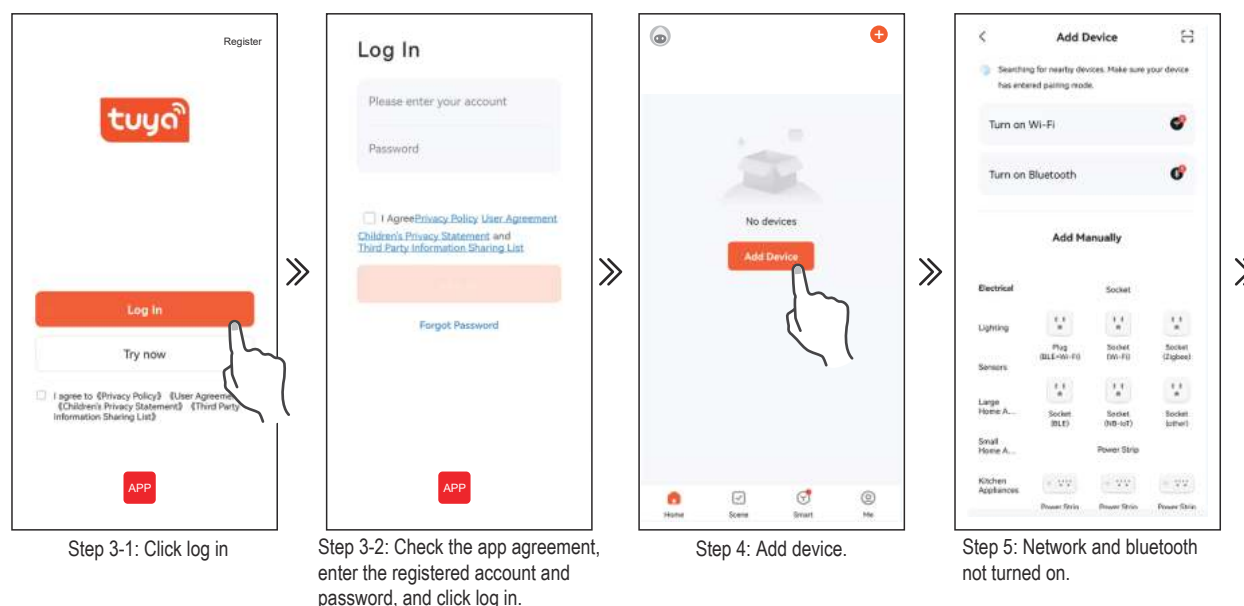 Register
tuya
Log In
Try now
I agree to 《Privacy Policy》 《User Agreeme
《Children's Privacy Statement》 《Third Party
Information Sharing List》
APP
Step 3-1: Click log in
Log In
Please enter your account
Password
I AgreePrivacy Policy User Agreement
Children's Privacy Statement and
Third Party Information Sharing List
Forgot Password
APP
Step 3-2: Check the app agreement,
enter the registered account and
password, and click log in.
No devices
Add Device
Home
Scene
Smart
Me
Step 4: Add device.
Add Device
Searching for nearby devices. Make sure your device
has entered pairing mode.
Turn on Wi-Fi
Turn on Bluetooth
Add Manually
Electrical
Socket
Lighting
Plug
(BLE+Wi-Fi)
Socket
(Wi-Fi)
Socket
(Zigbee)
Sensors
Large
Home A...
Socket
(BLE)
Socket
(NB-IoT)
Socket
(other)
Small
Home A...
Power Strip
Kitchen
Appliances
Power Strip
Power Strip
Power Strip
Step 5: Network and bluetooth
not turned on.